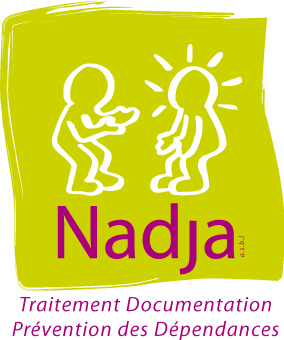 Nadja
a.s.b.l
Traitement Documentation
Prévention des Dépendances